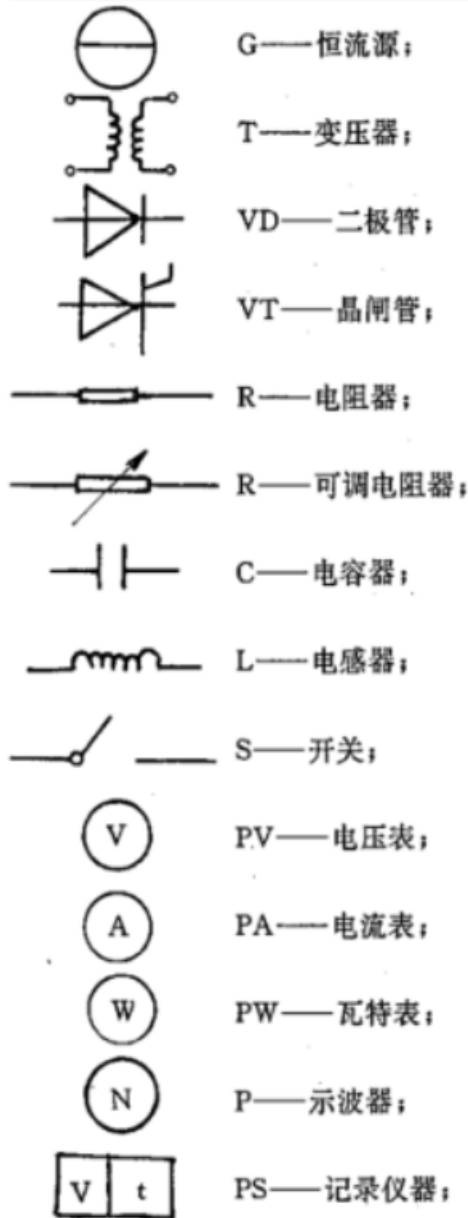 G——恒流源；
T——变压器；
VD——二极管；
VT——晶闸管；
R——电阻器；
R——可调电阻器；
C——电容器；
L——电感器；
S——开关；
V PV——电压表；
A PA——电流表；
W PW——瓦特表；
N P——示波器；
V t PS——记录仪器；